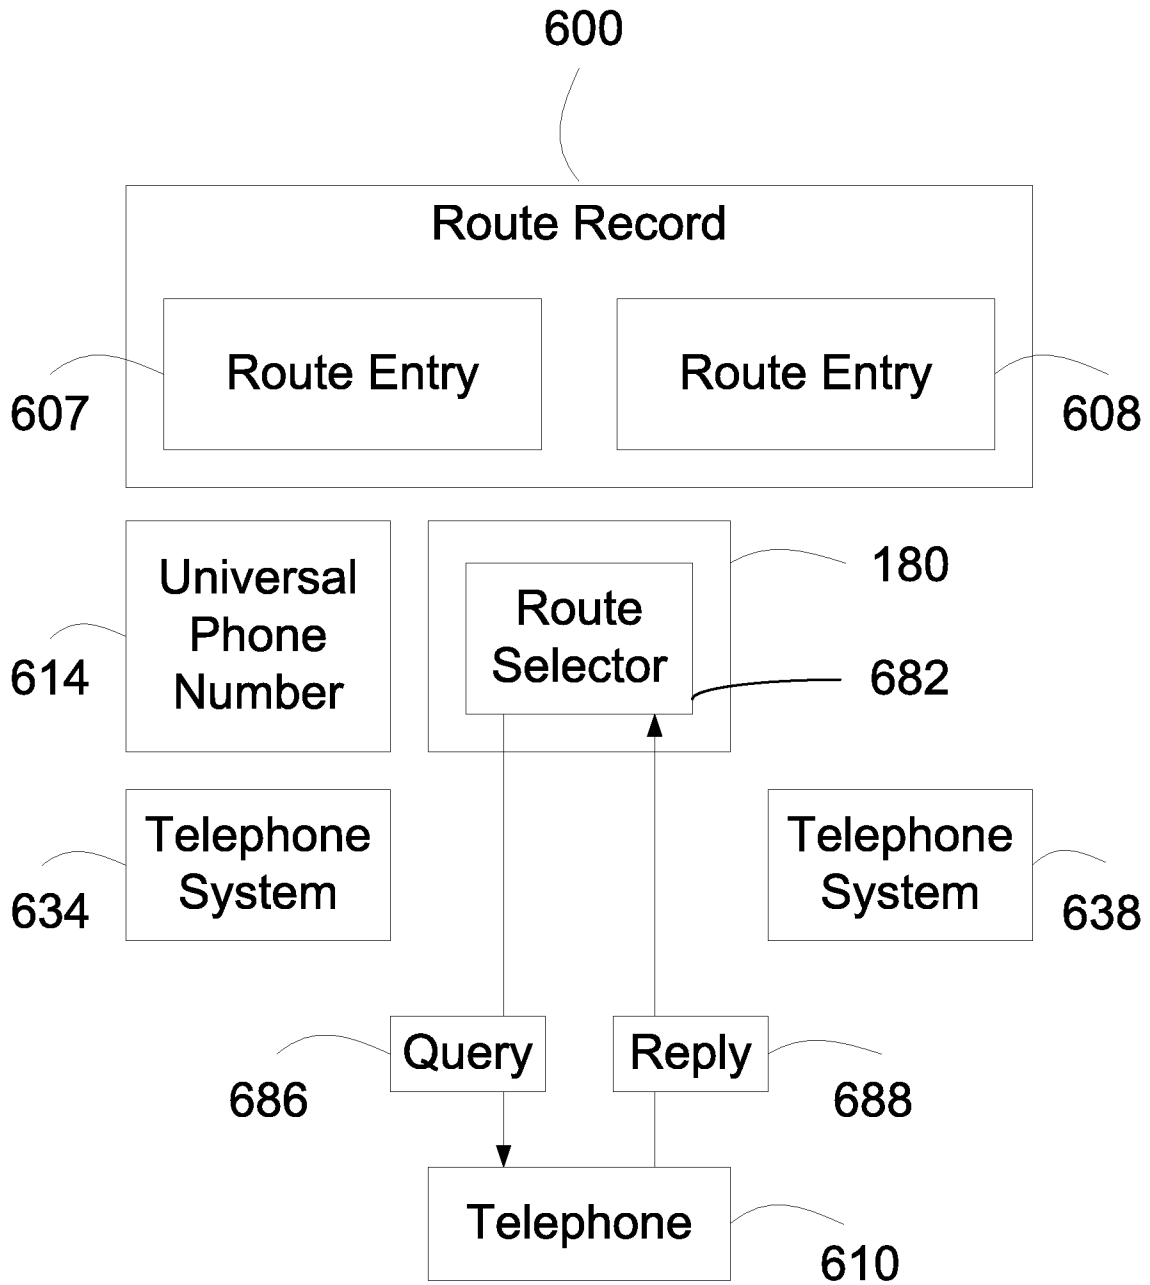 600
Route Record
Route Entry
Route Entry
607
608
Universal
Phone
Number
614
Route
Selector
180
682
Telephone
System
634
Telephone
System
638
Query
686
Reply
688
Telephone
610